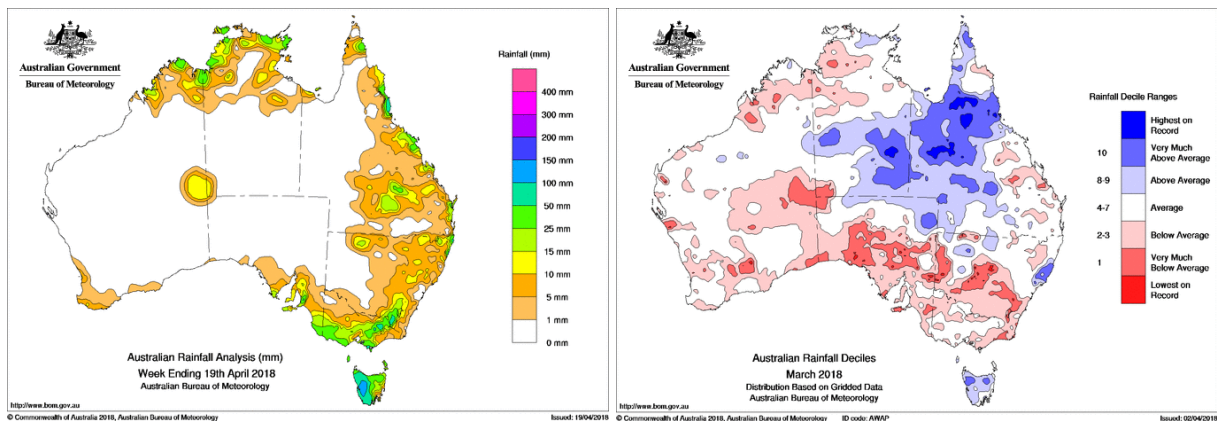 Australian Government
Bureau of Meteorology
Rainfall (mm)
400 mm
300 mm
200 mm
150 mm
100 mm
50 mm
25 mm
15 mm
10 mm
5 mm
1 mm
0 mm
Australian Rainfall Analysis (mm)
Week Ending 19th April 2018
Australian Bureau of Meteorology
http://www.bom.gov.au
© Commonwealth of Australia 2018, Australian Bureau of Meteorology
Issued: 19/04/2018
Australian Government
Bureau of Meteorology
Rainfall Decile Ranges
Highest on
Record
10 Very Much
Above Average
8-9 Above Average
4-7 Average
2-3 Below Average
1 Very Much
Below Average
Lowest on
Record
Australian Rainfall Deciles
March 2018
Distribution Based on Gridded Data
Australian Bureau of Meteorology
http://www.bom.gov.au
© Commonwealth of Australia 2018, Australian Bureau of Meteorology
ID code: AWAP
Issued: 02/04/2018